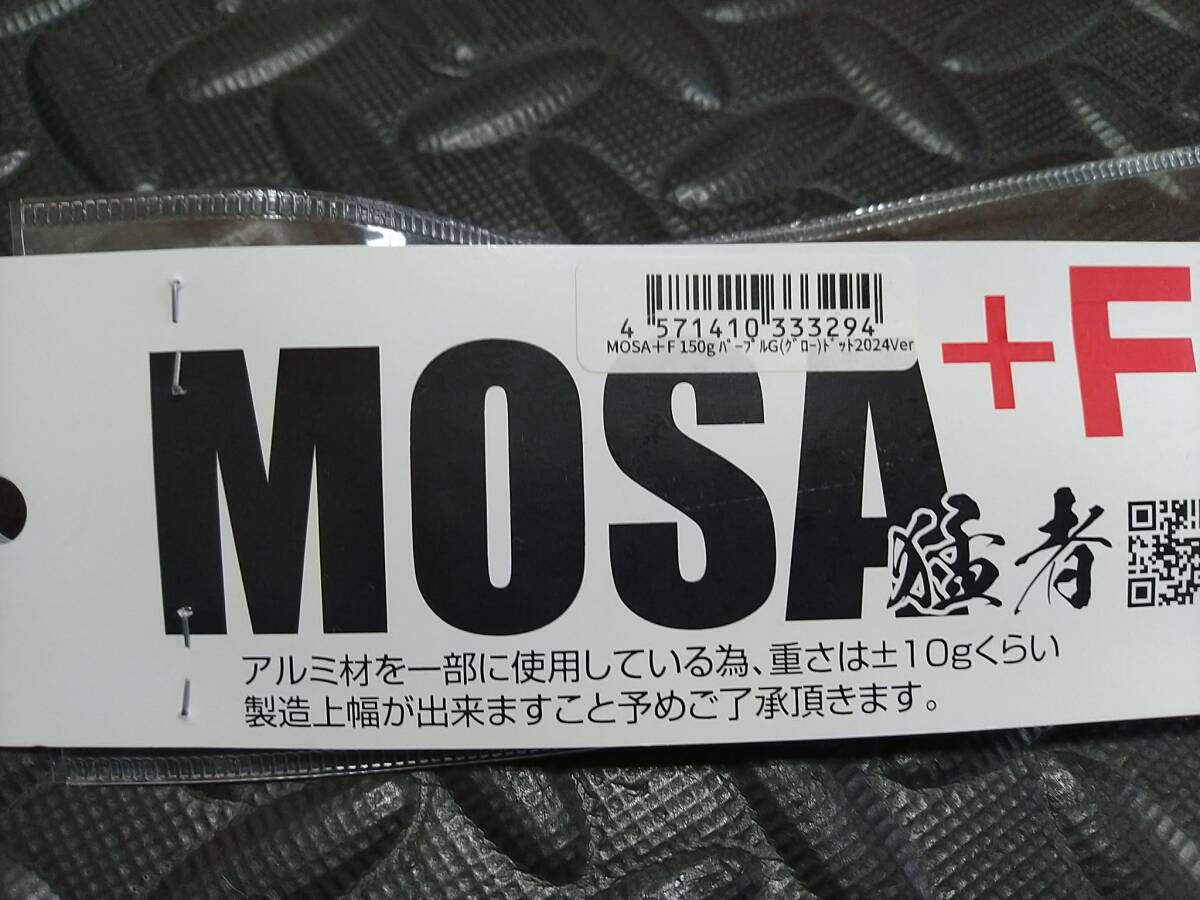 4 571410 333294
MOSA＋F 150g ﾊﾟｰﾌﾟﾙG(ｸﾞﾛｰ)ﾄﾞｯﾄ2024Ver
MOSA+F
猛者
アルミ材を一部に使用している為、重さは±10gくらい
製造上幅が出来ますこと予めご了承頂きます。